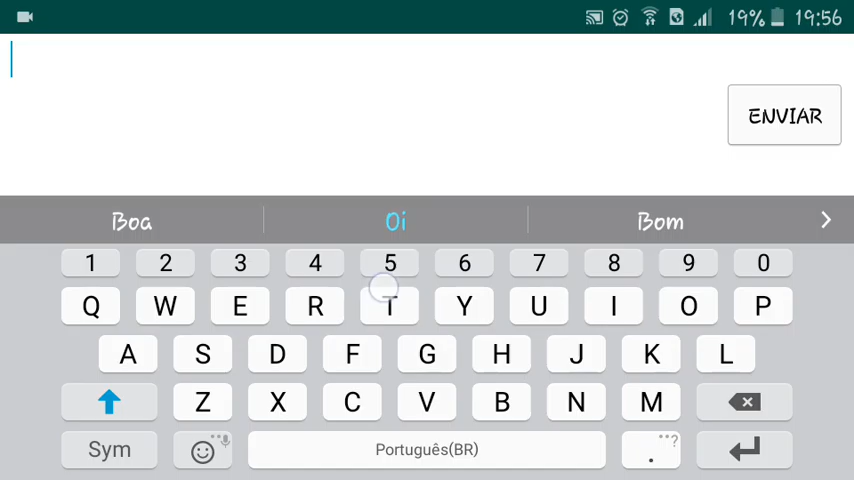 19% 19:56
ENVIAR
Boa Oi Bom
1 2 3 4 5 6 7 8 9 0
Q W E R T Y U I O P
A S D F G H J K L
Z X C V B N M
Sym Português(BR) . ?